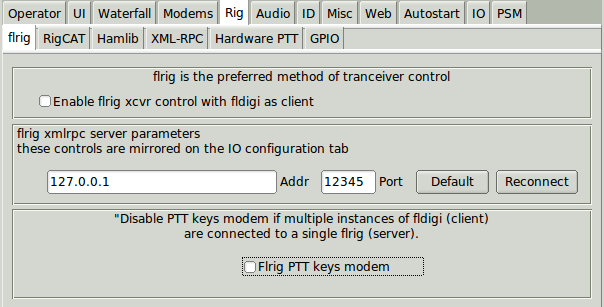 Operator UI Waterfall Modems Rig Audio ID Misc Web Autostart IO PSM
flrig RigCAT Hamlib XML-RPC Hardware PTT GPIO
flrig is the preferred method of tranceiver control
Enable flrig xcvr control with fldigi as client
flrig xmlrpc server parameters
these controls are mirrored on the IO configuration tab
127.0.0.1 Addr 12345 Port Default Reconnect
"Disable PTT keys modem if multiple instances of fldigi (client)
are connected to a single flrig (server).
Flrig PTT keys modem